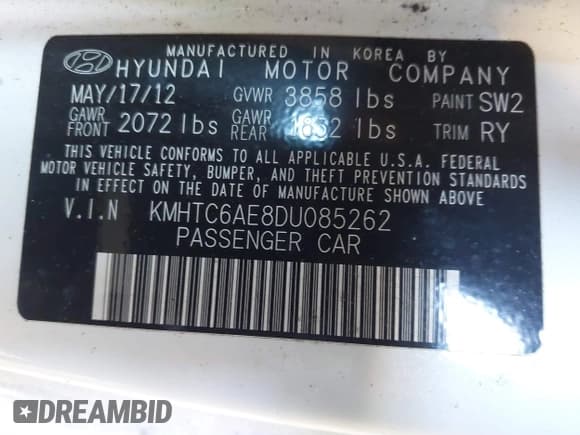 MANUFACTURED IN KOREA BY
HYUNDAI MOTOR COMPANY
MAY/17/12 GVWR 3858 lbs PAINT SW2
GAWR FRONT 2072 lbs GAWR REAR lbs TRIM RY
THIS VEHICLE CONFORMS TO ALL APPLICABLE U.S.A. FEDERAL
MOTOR VEHICLE SAFETY, BUMPER, AND THEFT PREVENTION STANDARDS
IN EFFECT ON THE DATE OF MANUFACTURE SHOWN ABOVE.
V.I.N KMHTC6AE8DU085262
PASSENGER CAR
DREAMBID